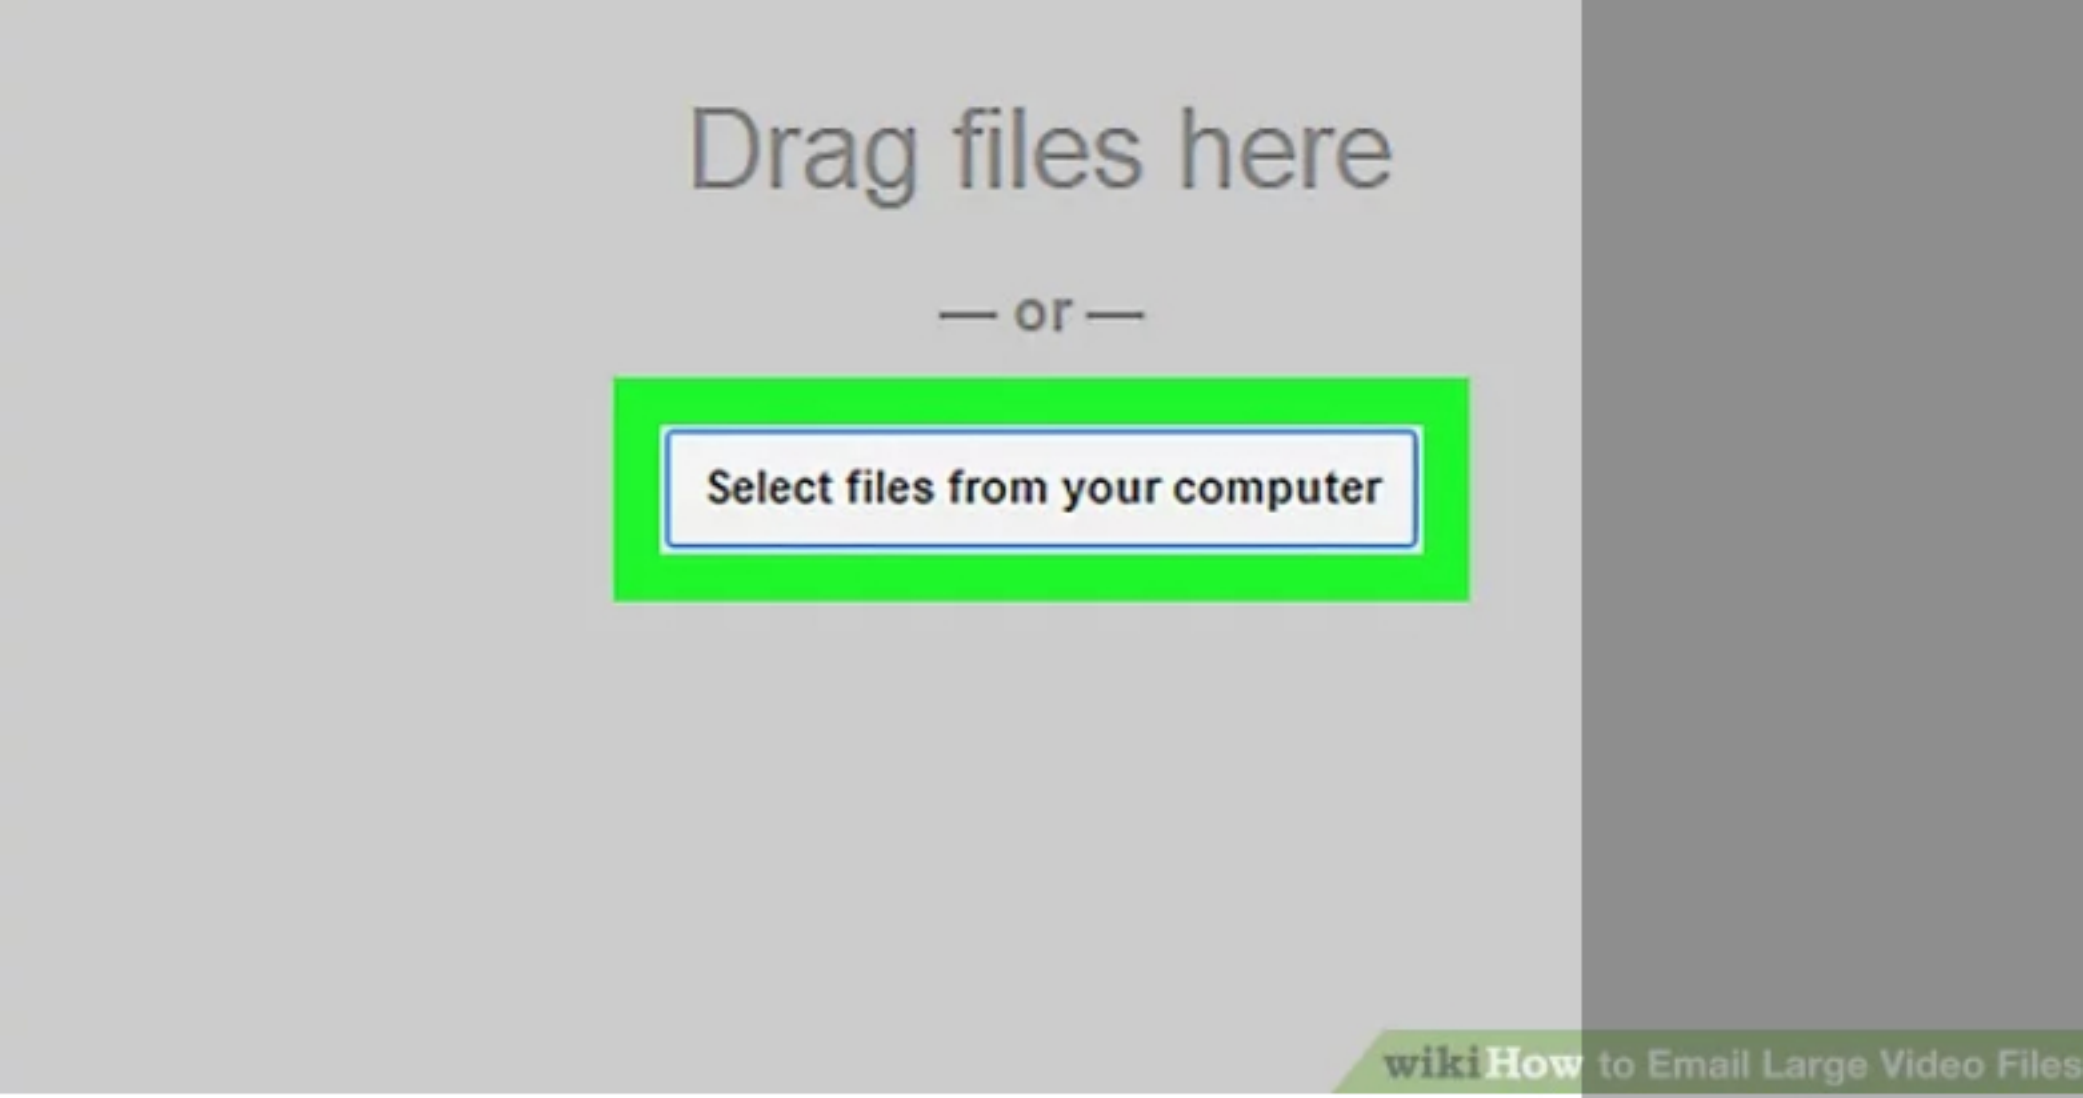 Drag files here
— or —
Select files from your computer
wikiHow to Email Large Video Files